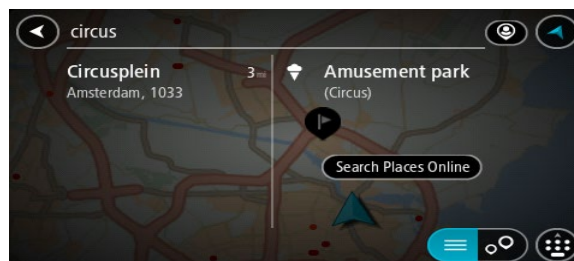 circus
Circusplein
3 mi
Amsterdam, 1033
Amusement park
(Circus)
Search Places Online